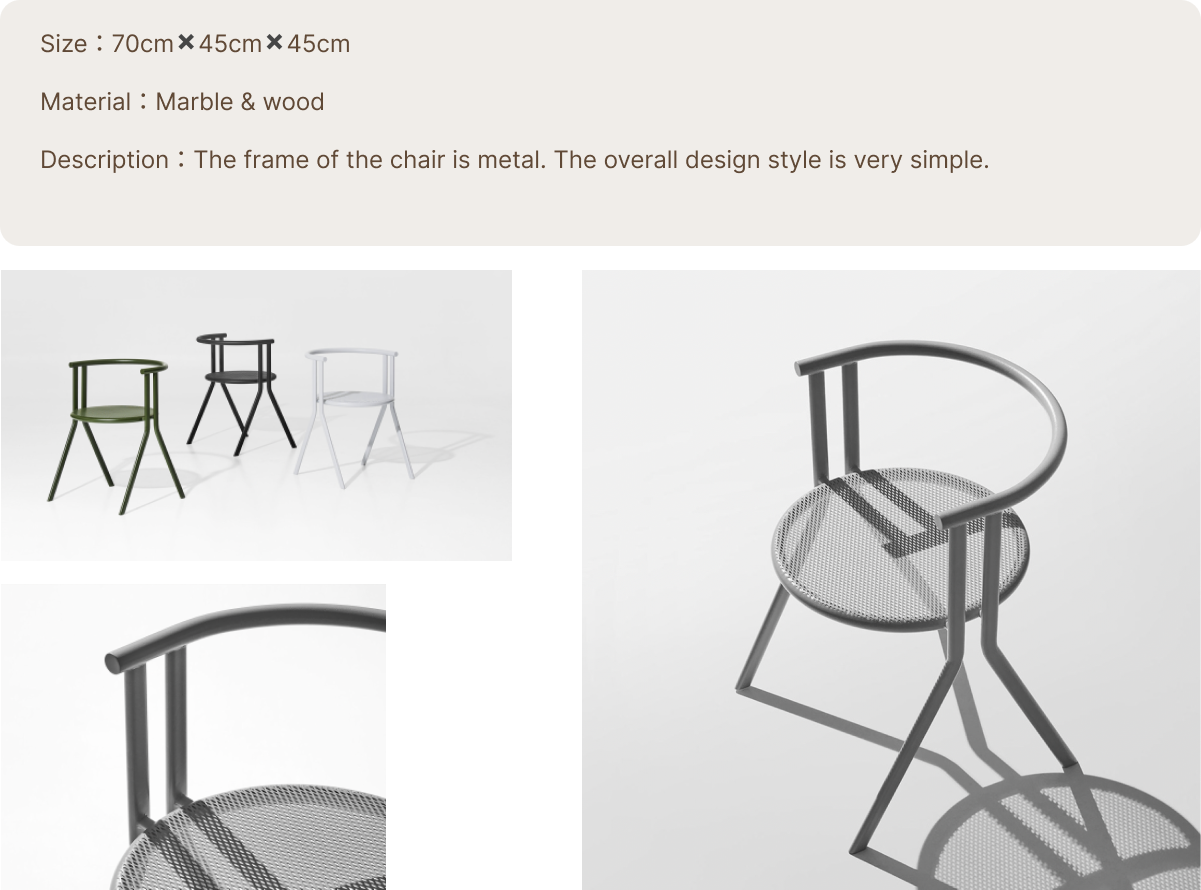 Size：70cm✖45cm✖45cm
Material：Marble & wood
Description：The frame of the chair is metal. The overall design style is very simple.